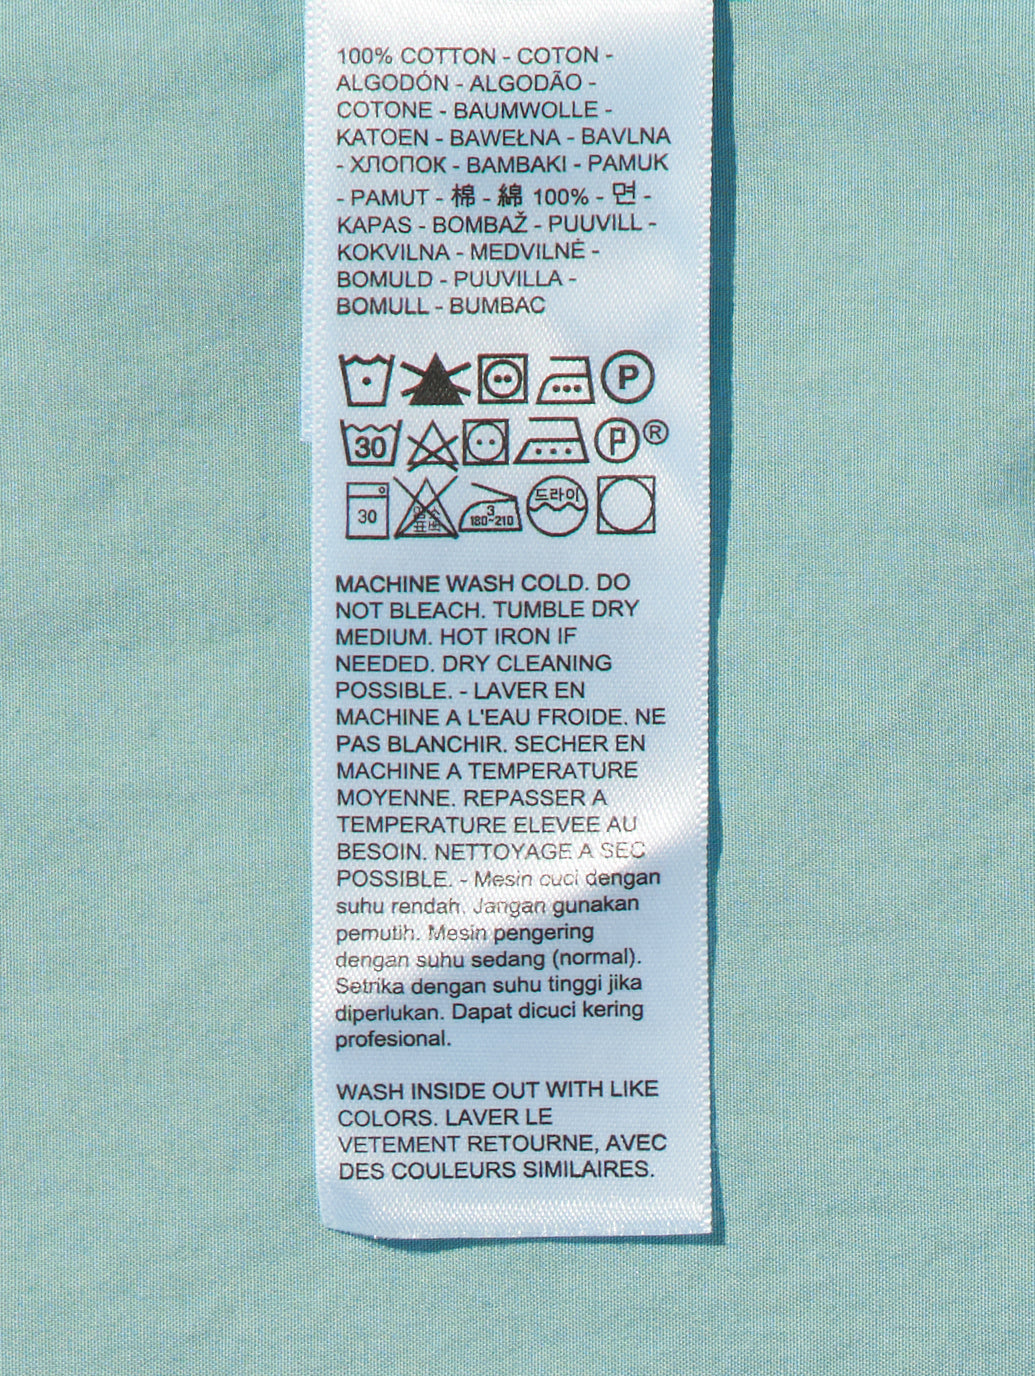 100% COTTON - COTON -
ALGODÓN - ALGODÃO -
COTONE - BAUMWOLLE -
KATOEN - BAWEŁNA - BAVLNA
- ХЛОПОК - BAMBAKI - PAMUK
- PAMUT - 棉 - 綿 100% - 면 -
KAPAS - BOMBAŽ - PUUVILL -
KOKVILNA - MEDVILNĖ -
BOMULD - PUUVILLA -
BOMULL - BUMBAC
P
30 P ®
30 3 180~210 드라이
MACHINE WASH COLD. DO
NOT BLEACH. TUMBLE DRY
MEDIUM. HOT IRON IF
NEEDED. DRY CLEANING
POSSIBLE. - LAVER EN
MACHINE A L'EAU FROIDE. NE
PAS BLANCHIR. SECHER EN
MACHINE A TEMPERATURE
MOYENNE. REPASSER A
TEMPERATURE ELEVEE AU
BESOIN. NETTOYAGE A SEC
POSSIBLE. - Mesin cuci dengan
suhu rendah. Jangan gunakan
pemutih. Mesin pengering
dengan suhu sedang (normal).
Setrika dengan suhu tinggi jika
diperlukan. Dapat dicuci kering
profesional.
WASH INSIDE OUT WITH LIKE
COLORS. LAVER LE
VETEMENT RETOURNE, AVEC
DES COULEURS SIMILAIRES.